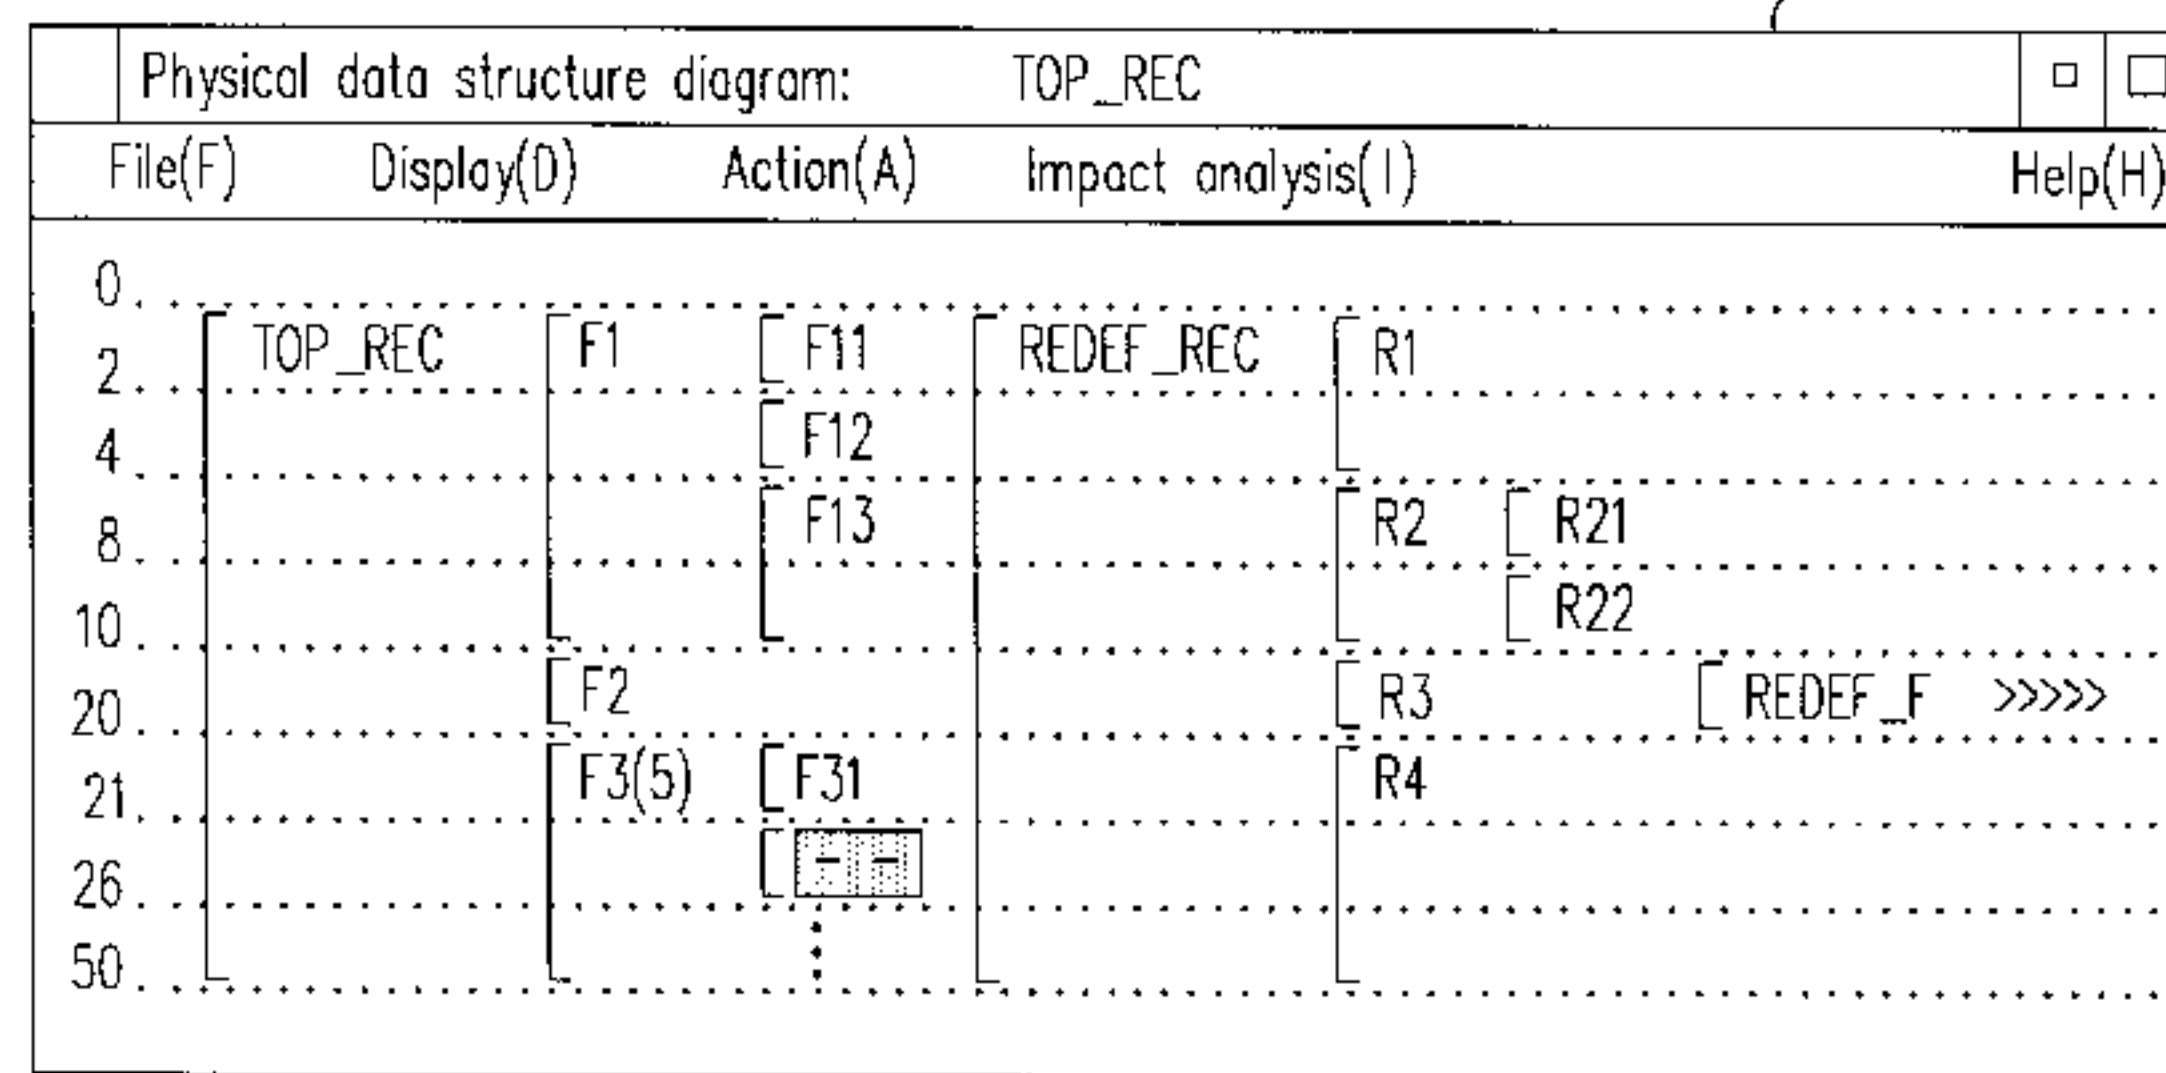 Physical data structure diagram: TOP_REC
File(F) Display(D) Action(A) Impact analysis(I) Help(H)
0
TOP_REC F1 F11 REDEF_REC R1
2
F12
4
F13 R2 R21
8
R22
10
F2 R3 REDEF_F >>>>>
20
F3(5) F31 R4
21
- -
26
50